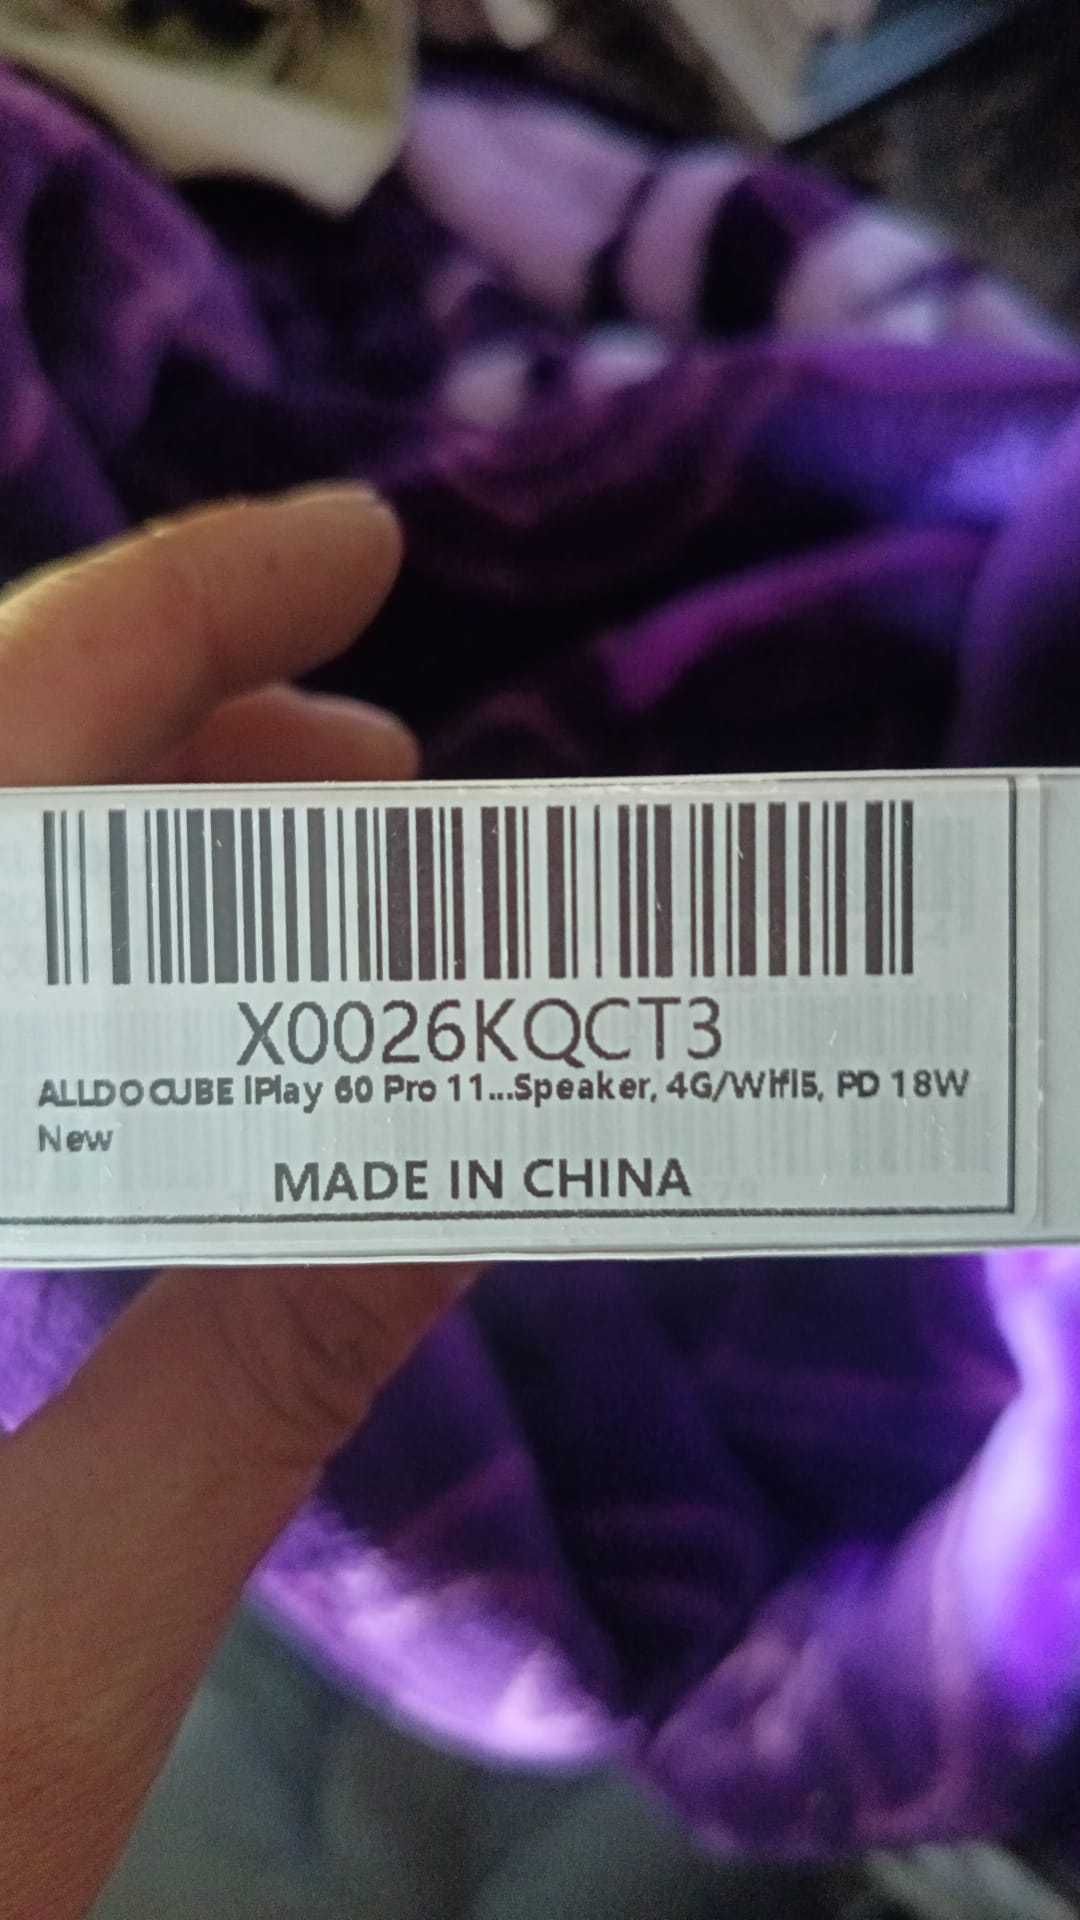 X0026KQCT3
ALLDOCUBE iPlay 60 Pro 11...Speaker, 4G/Wifi5, PD 18W
New
MADE IN CHINA